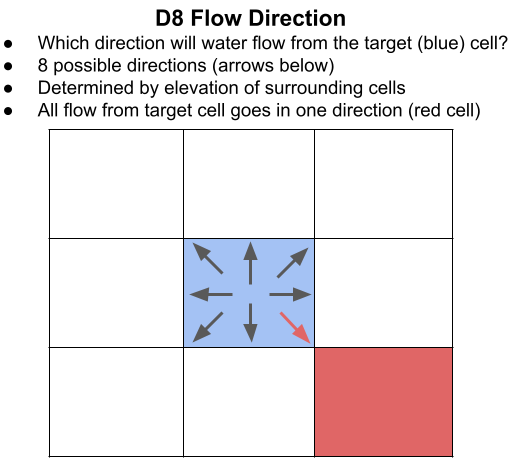 D8 Flow Direction
● Which direction will water flow from the target (blue) cell?
● 8 possible directions (arrows below)
● Determined by elevation of surrounding cells
● All flow from target cell goes in one direction (red cell)